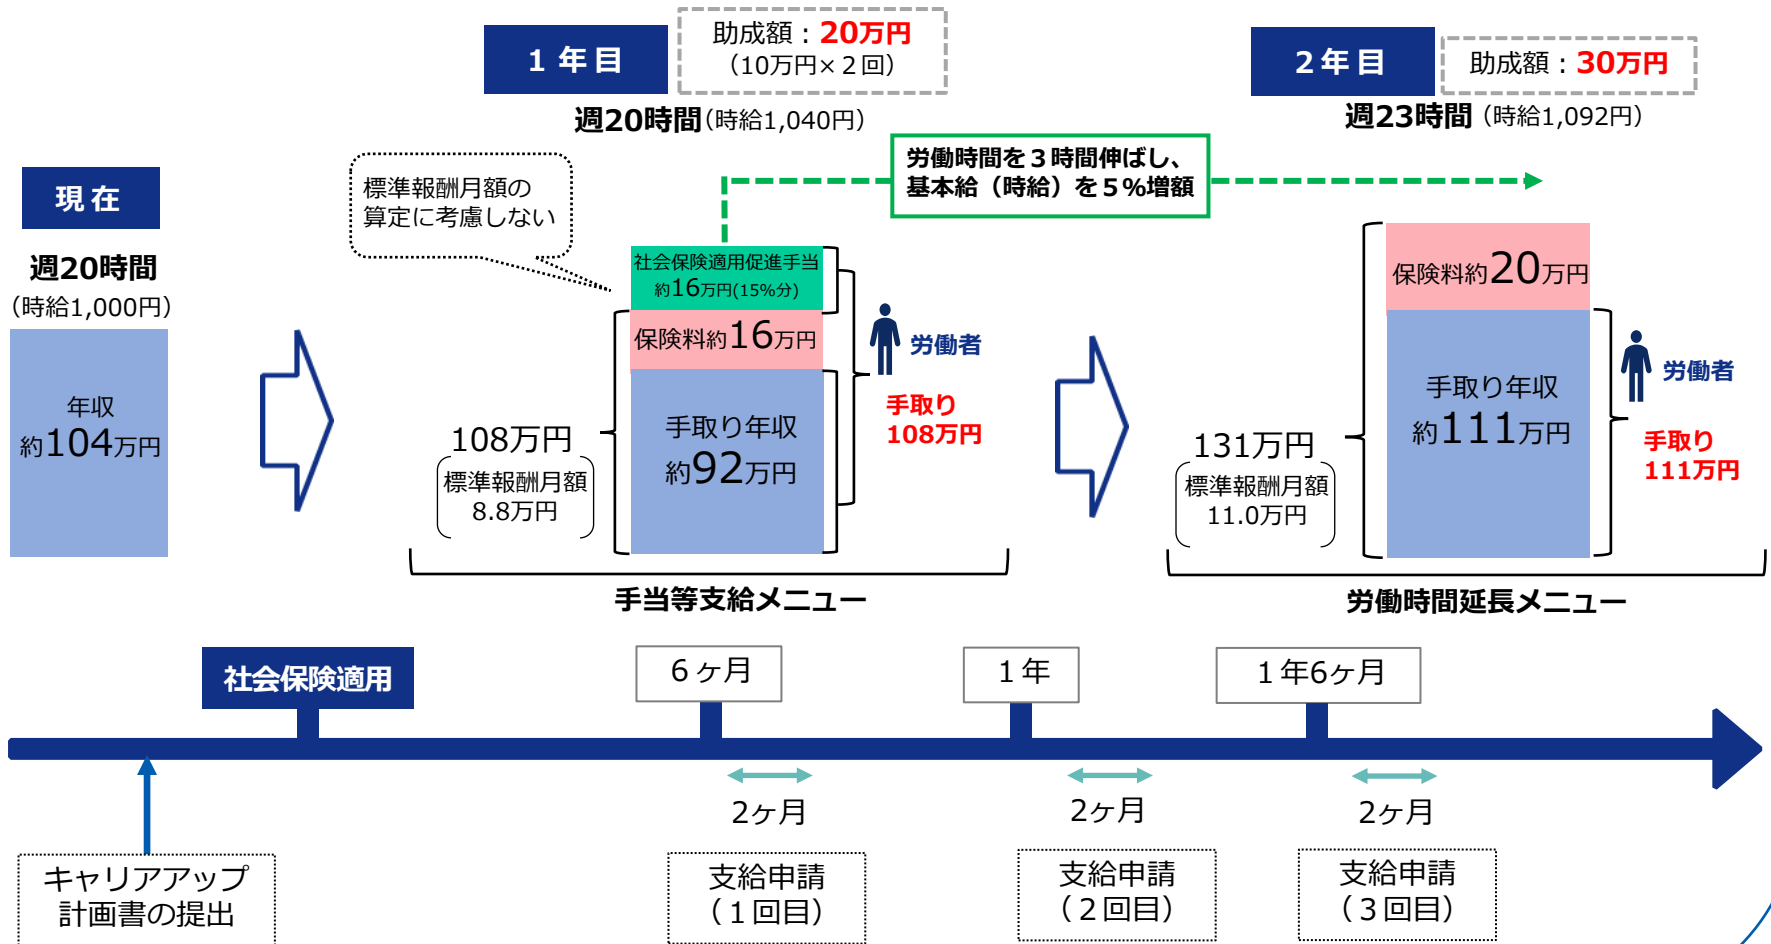 1年目
助成額：20万円
（10万円×2回）
週20時間（時給1,040円）
2年目
助成額：30万円
週23時間（時給1,092円）
労働時間を３時間伸ばし、
基本給（時給）を５％増額
現在
週20時間
（時給1,000円）
年収
約104万円
標準報酬月額の
算定に考慮しない
社会保険適用促進手当
約16万円(15%分)
保険料約16万円
手取り年収
約92万円
108万円
標準報酬月額
8.8万円
労働者
手取り
108万円
手当等支給メニュー
保険料約20万円
手取り年収
約111万円
131万円
標準報酬月額
11.0万円
労働者
手取り
111万円
労働時間延長メニュー
社会保険適用
６ヶ月
１年
１年6ヶ月
2ヶ月
2ヶ月
2ヶ月
キャリアアップ
計画書の提出
支給申請
（１回目）
支給申請
（２回目）
支給申請
（３回目）